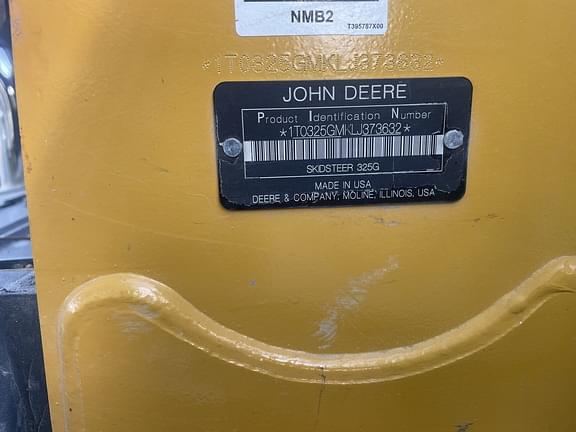 NMB2
T395787X00
*1T0325GMKLJ373632*
JOHN DEERE
Product Identification Number
*1T0325GMKLJ373632*
SKIDSTEER 325G
MADE IN USA
DEERE & COMPANY, MOLINE, ILLINOIS, USA